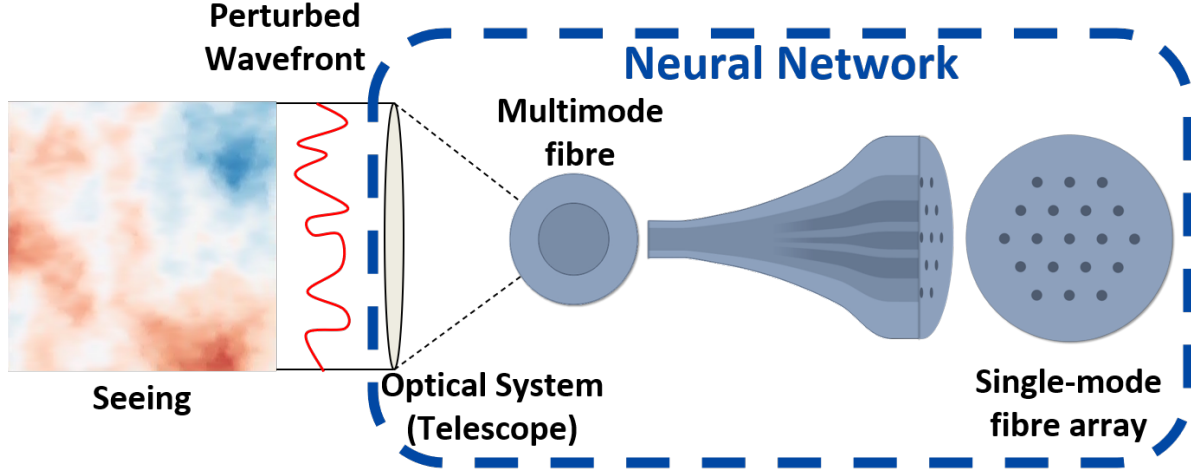 Perturbed
Wavefront
Neural Network
Multimode
fibre
Seeing
Optical System
(Telescope)
Single-mode
fibre array